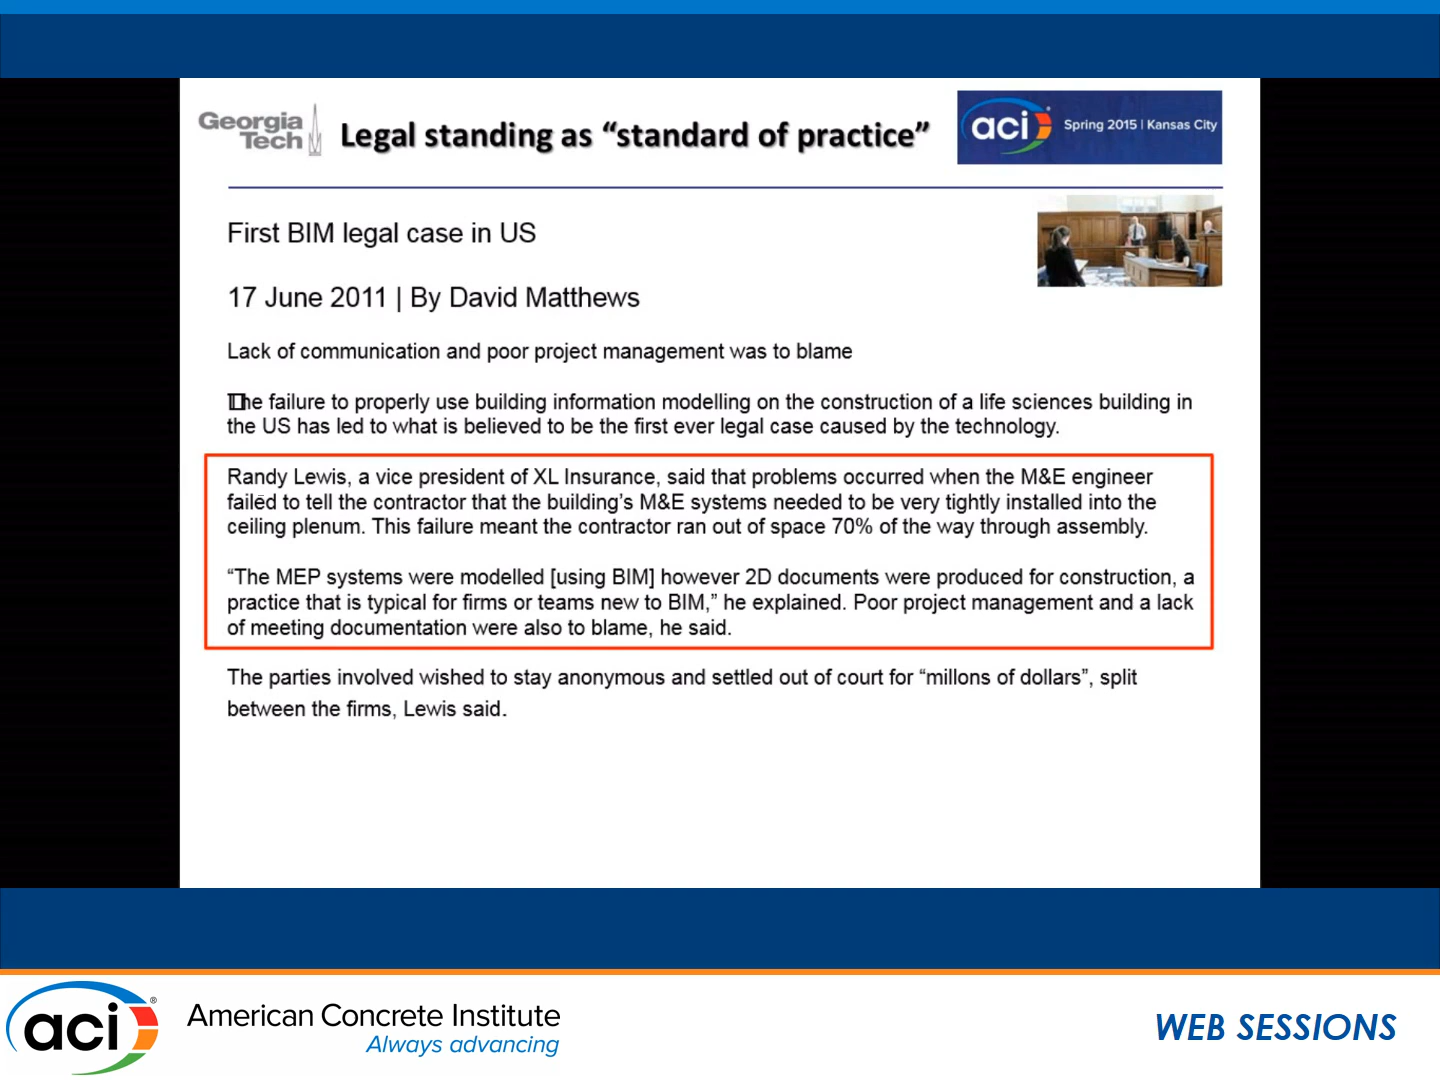 Georgia
Tech
Legal standing as “standard of practice”
aci Spring 2015 | Kansas City
First BIM legal case in US
17 June 2011 | By David Matthews
Lack of communication and poor project management was to blame
The failure to properly use building information modelling on the construction of a life sciences building in
the US has led to what is believed to be the first ever legal case caused by the technology.
Randy Lewis, a vice president of XL Insurance, said that problems occurred when the M&E engineer
failed to tell the contractor that the building’s M&E systems needed to be very tightly installed into the
ceiling plenum. This failure meant the contractor ran out of space 70% of the way through assembly.
“The MEP systems were modelled [using BIM] however 2D documents were produced for construction, a
practice that is typical for firms or teams new to BIM,” he explained. Poor project management and a lack
of meeting documentation were also to blame, he said.
The parties involved wished to stay anonymous and settled out of court for “millons of dollars”, split
between the firms, Lewis said.
aci®
American Concrete Institute
Always advancing
WEB SESSIONS